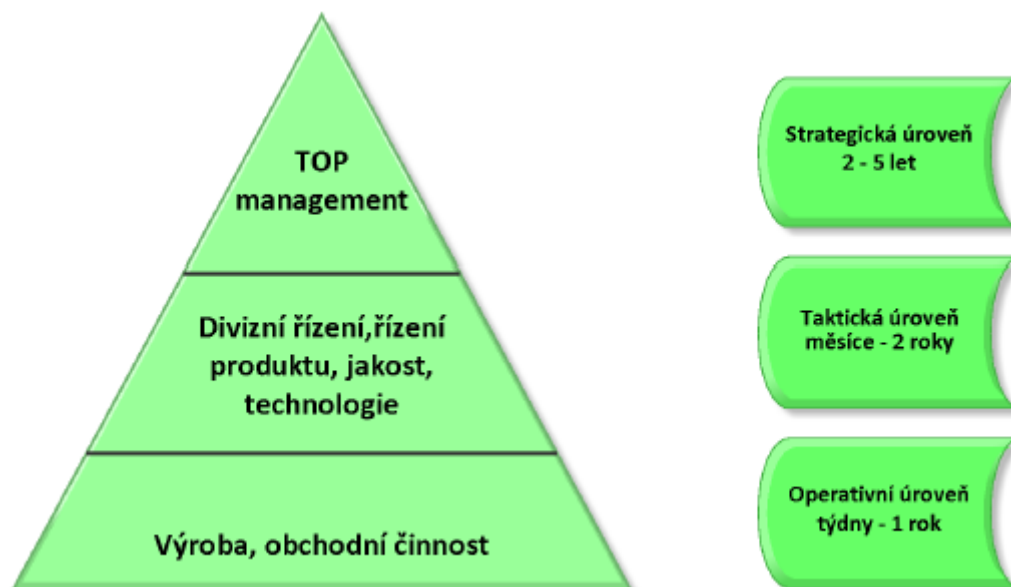 TOP
management
Strategická úroveň
2 - 5 let
Divizní řízení,řízení
produktu, jakost,
technologie
Taktická úroveň
měsíce - 2 roky
Výroba, obchodní činnost
Operativní úroveň
týdny - 1 rok